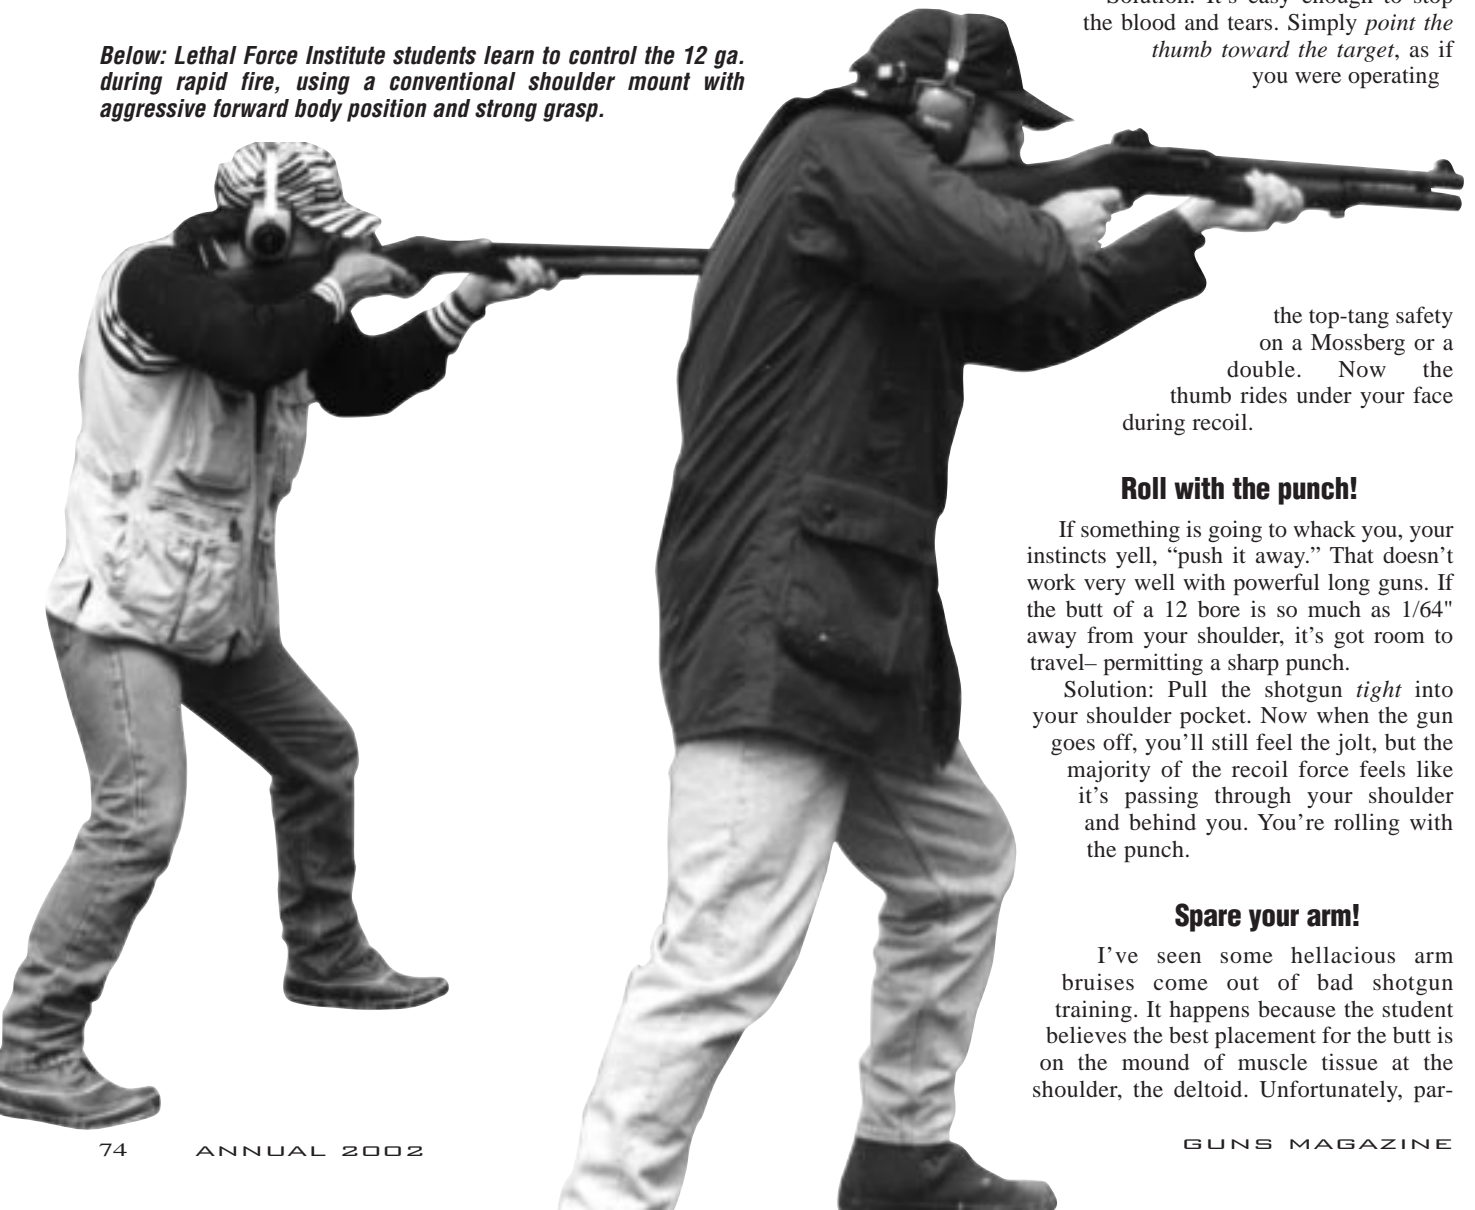 Below: Lethal Force Institute students learn to control the 12 ga.
during rapid fire, using a conventional shoulder mount with
aggressive forward body position and strong grasp.
Solution: It's easy enough to stop
the blood and tears. Simply point the
thumb toward the target, as if
you were operating
the top-tang safety
on a Mossberg or a
double. Now the
thumb rides under your face
during recoil.
Roll with the punch!
If something is going to whack you, your
instincts yell, “push it away.” That doesn’t
work very well with powerful long guns. If
the butt of a 12 bore is so much as 1/64"
away from your shoulder, it’s got room to
travel– permitting a sharp punch.
Solution: Pull the shotgun tight into
your shoulder pocket. Now when the gun
goes off, you’ll still feel the jolt, but the
majority of the recoil force feels like
it’s passing through your shoulder
and behind you. You’re rolling with
the punch.
Spare your arm!
I’ve seen some hellacious arm
bruises come out of bad shotgun
training. It happens because the student
believes the best placement for the butt is
on the mound of muscle tissue at the
shoulder, the deltoid. Unfortunately, par-
74 ANNUAL 2002
GUNS MAGAZINE